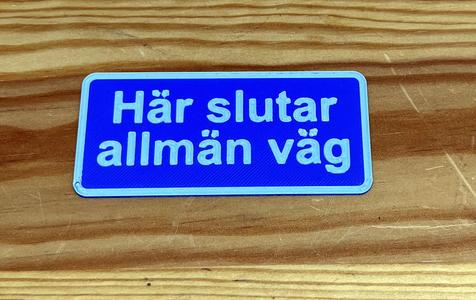 Här slutar
allmän väg